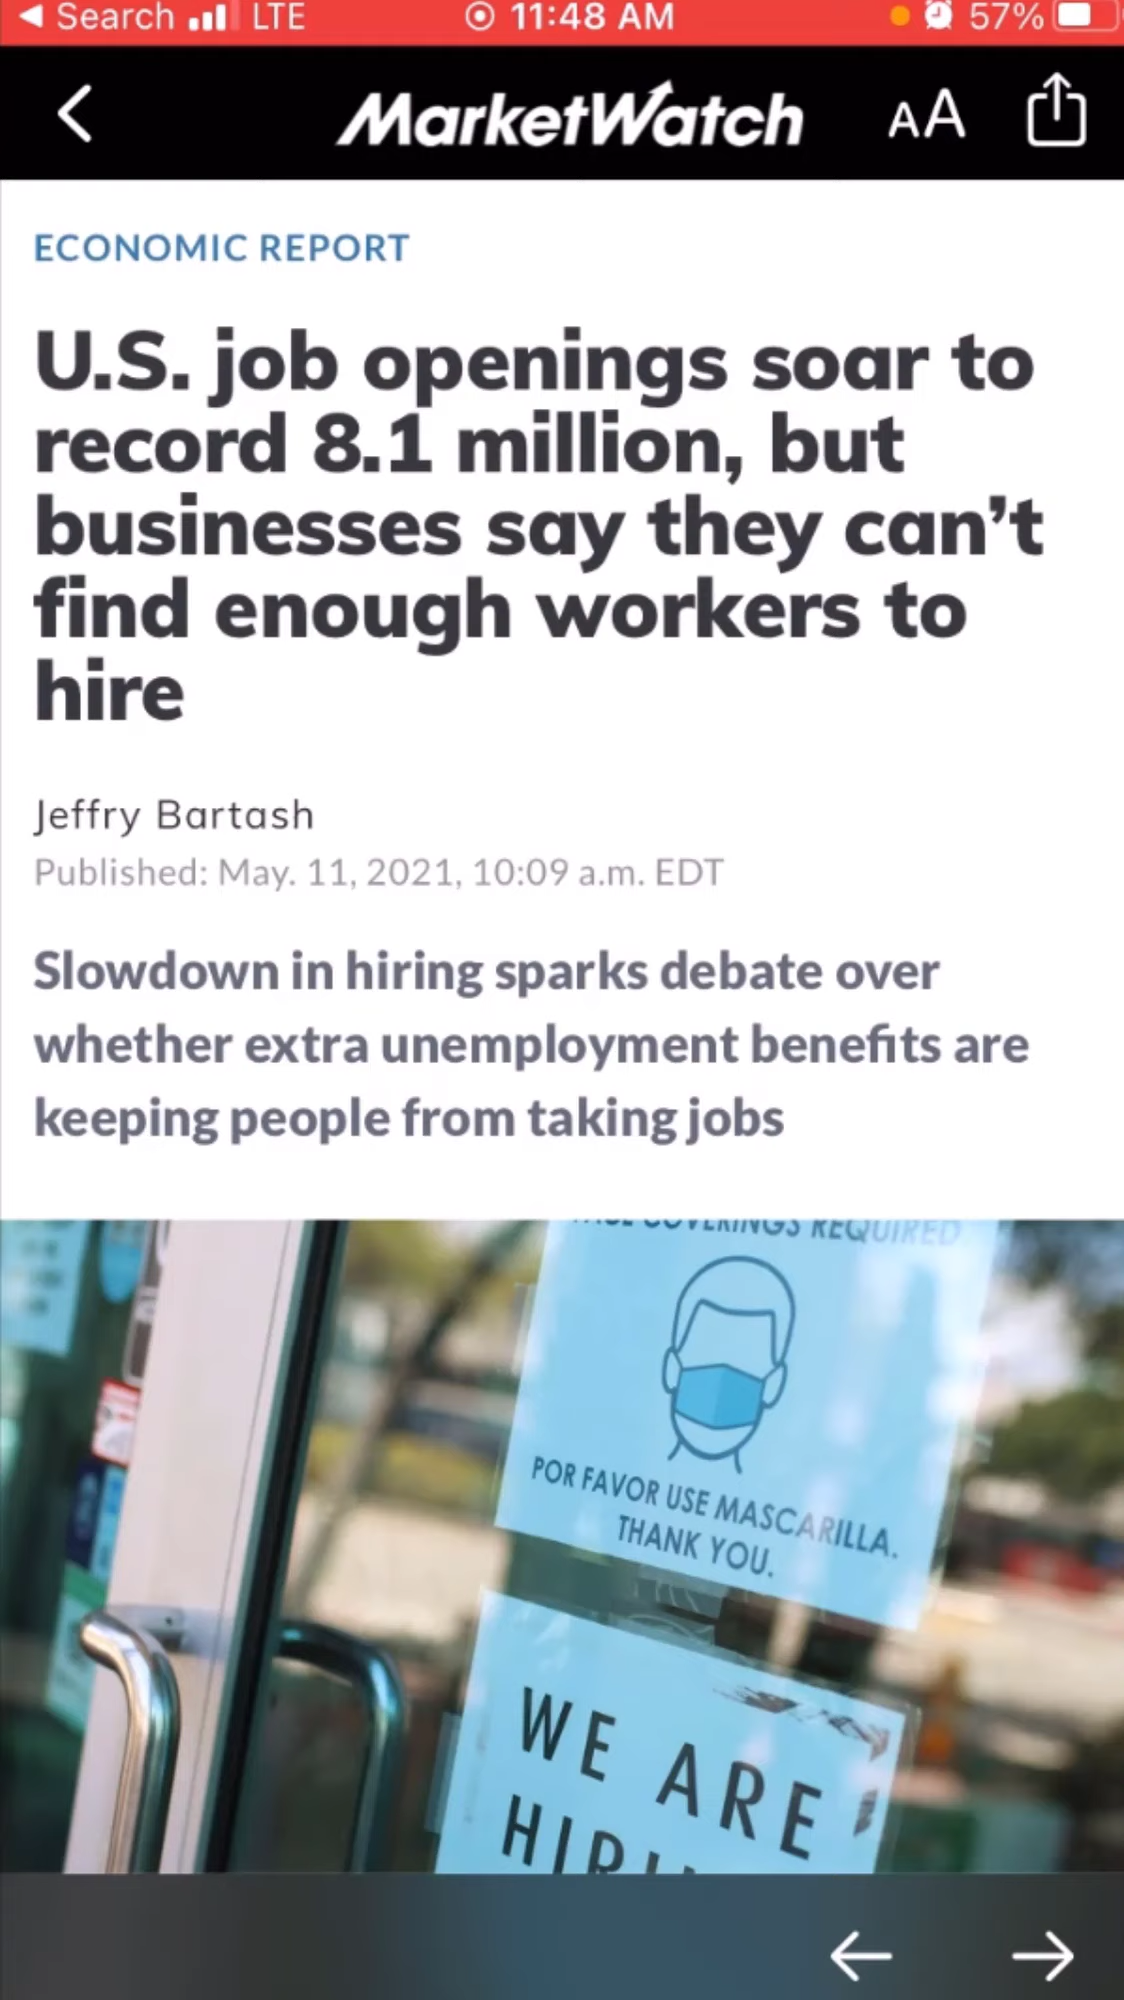 Search LTE 11:48 AM 57%
MarketWatch AA
ECONOMIC REPORT
U.S. job openings soar to
record 8.1 million, but
businesses say they can’t
find enough workers to
hire
Jeffry Bartash
Published: May. 11, 2021, 10:09 a.m. EDT
Slowdown in hiring sparks debate over
whether extra unemployment benefits are
keeping people from taking jobs
COVERINGS REQUIRED
POR FAVOR USE MASCARILLA.
THANK YOU.
WE ARE